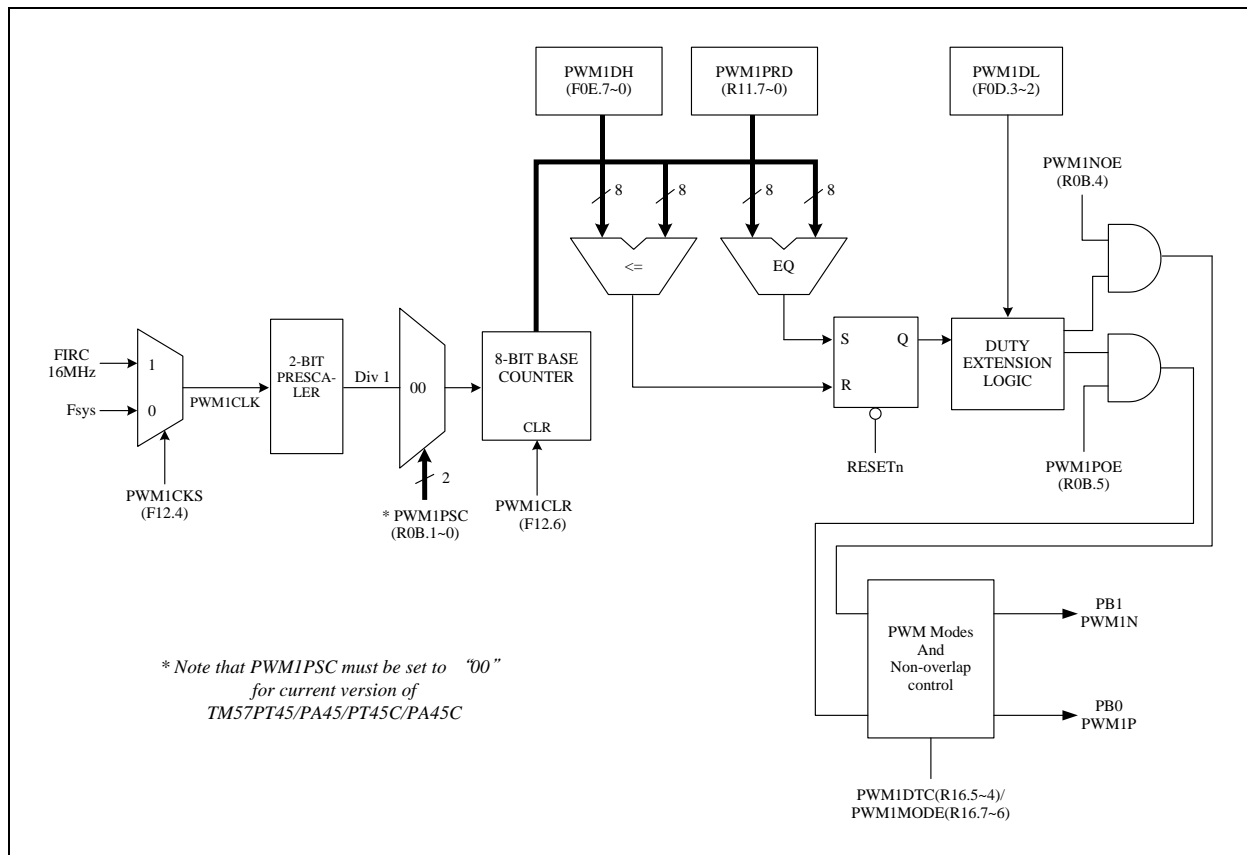 PWM1DH
(F0E.7~0)
PWM1PRD
(R11.7~0)
PWM1DL
(F0D.3~2)
PWM1NOE
(R0B.4)
8
8
8
8
<=
EQ
FIRC
16MHz
Fsys
1
0
PWM1CLK
2-BIT
PRESCA-
LER
Div 1
00
8-BIT BASE
COUNTER
CLR
S
Q
R
DUTY
EXTENSION
LOGIC
RESETn
PWM1POE
(R0B.5)
PWM1CKS
(F12.4)
2
* PWM1PSC
(R0B.1~0)
PWM1CLR
(F12.6)
PWM Modes
And
Non-overlap
control
PB1
PWM1N
PB0
PWM1P
* Note that PWM1PSC must be set to “00”
for current version of
TM57PT45/PA45/PT45C/PA45C
PWM1DTC(R16.5~4)/
PWM1MODE(R16.7~6)